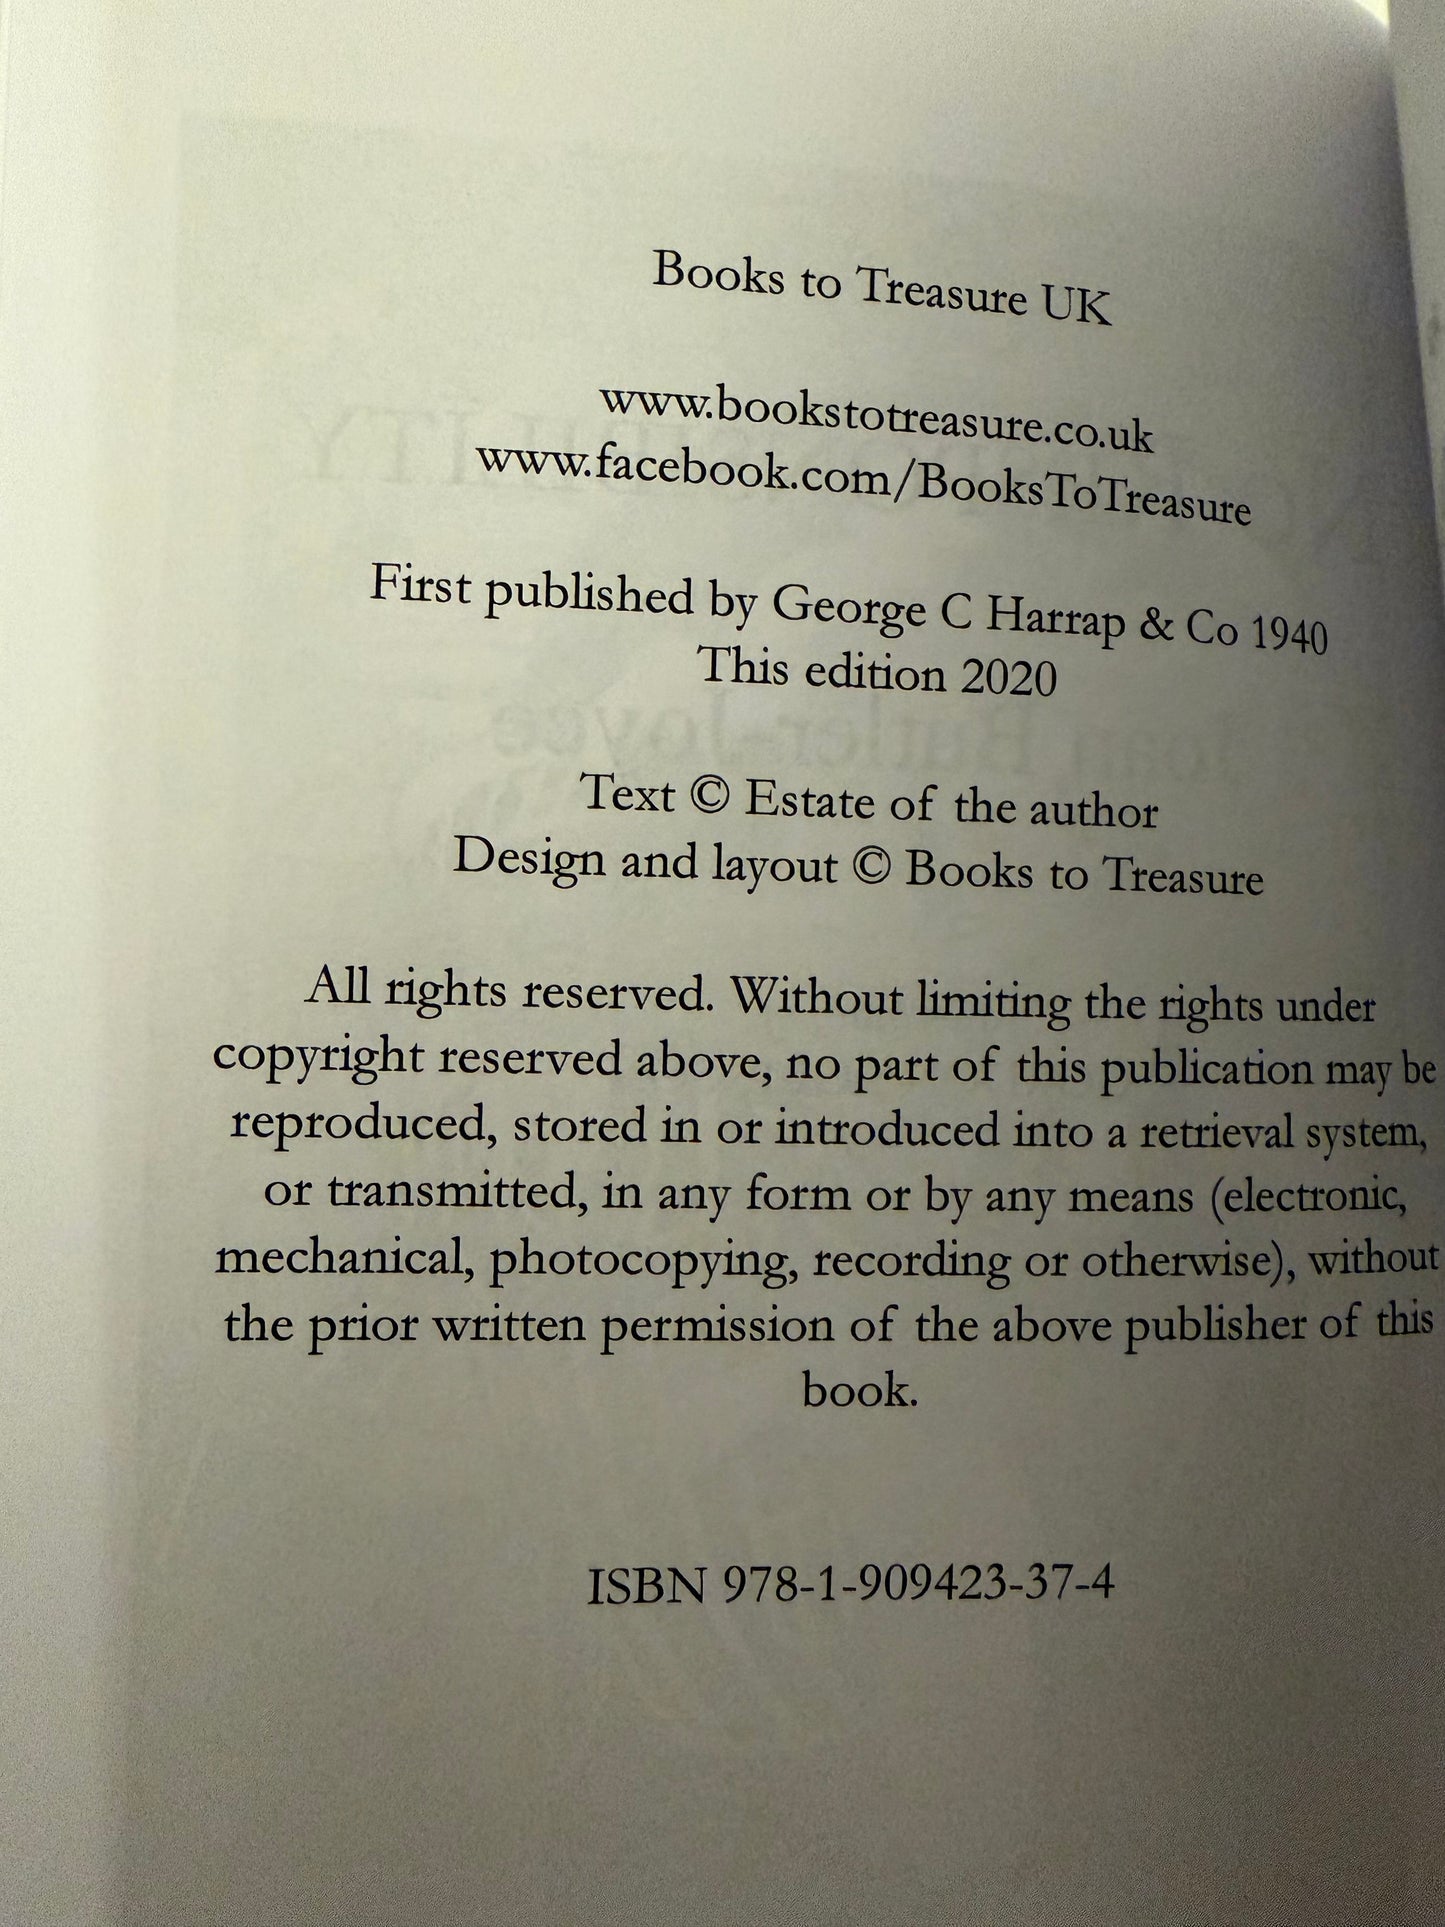 Books to Treasure UK
www.bookstotreasure.co.uk
www.facebook.com/BooksToTreasure
First published by George C Harrap & Co 1940
This edition 2020
Text © Estate of the author
Design and layout © Books to Treasure
All rights reserved. Without limiting the rights under
copyright reserved above, no part of this publication may be
reproduced, stored in or introduced into a retrieval system,
or transmitted, in any form or by any means (electronic,
mechanical, photocopying, recording or otherwise), without
the prior written permission of the above publisher of this
book.
ISBN 978-1-909423-37-4